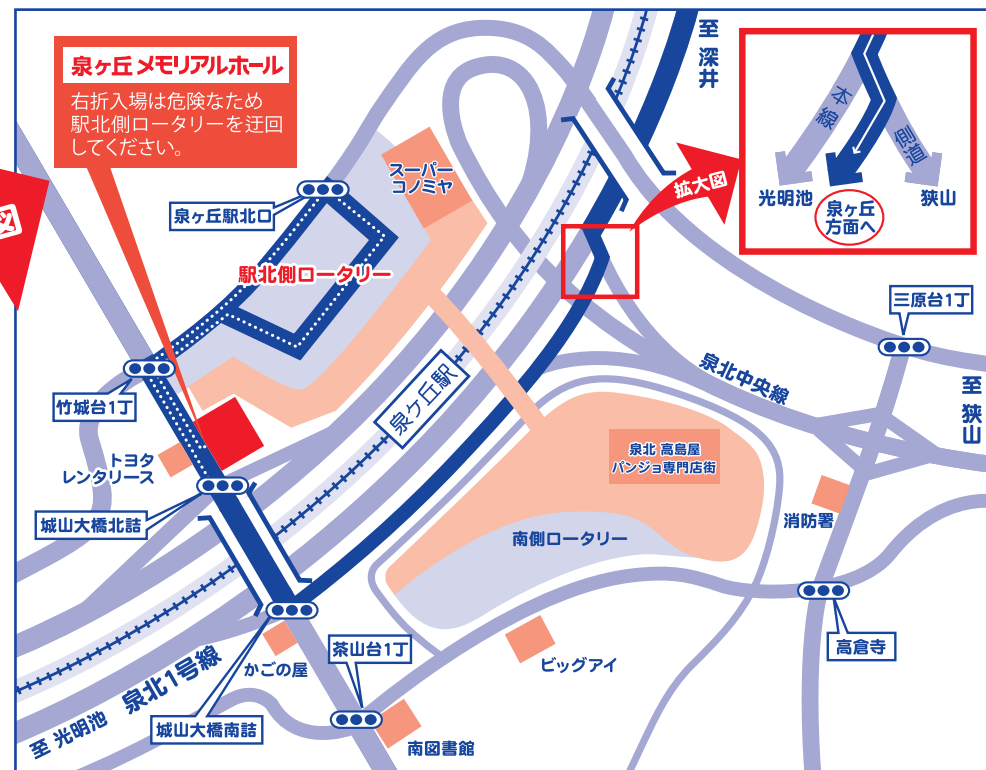 泉ヶ丘 メモリアルホール
右折入場は危険なため
駅北側ロータリーを迂回
してください。
図
至 深井
本線
側道
光明池
泉ヶ丘
方面へ
狭山
拡大図
スーパー
コノミヤ
泉ヶ丘駅北口
駅北側ロータリー
三原台1丁
竹城台1丁
泉ケ丘駅
泉北中央線
至 狭山
トヨタ
レンタリース
泉北 高島屋
パンジョ専門店街
城山大橋北詰
消防署
南側ロータリー
高倉寺
茶山台1丁
かごの屋
ビッグアイ
至 光明池 泉北1号線
城山大橋南詰
南図書館